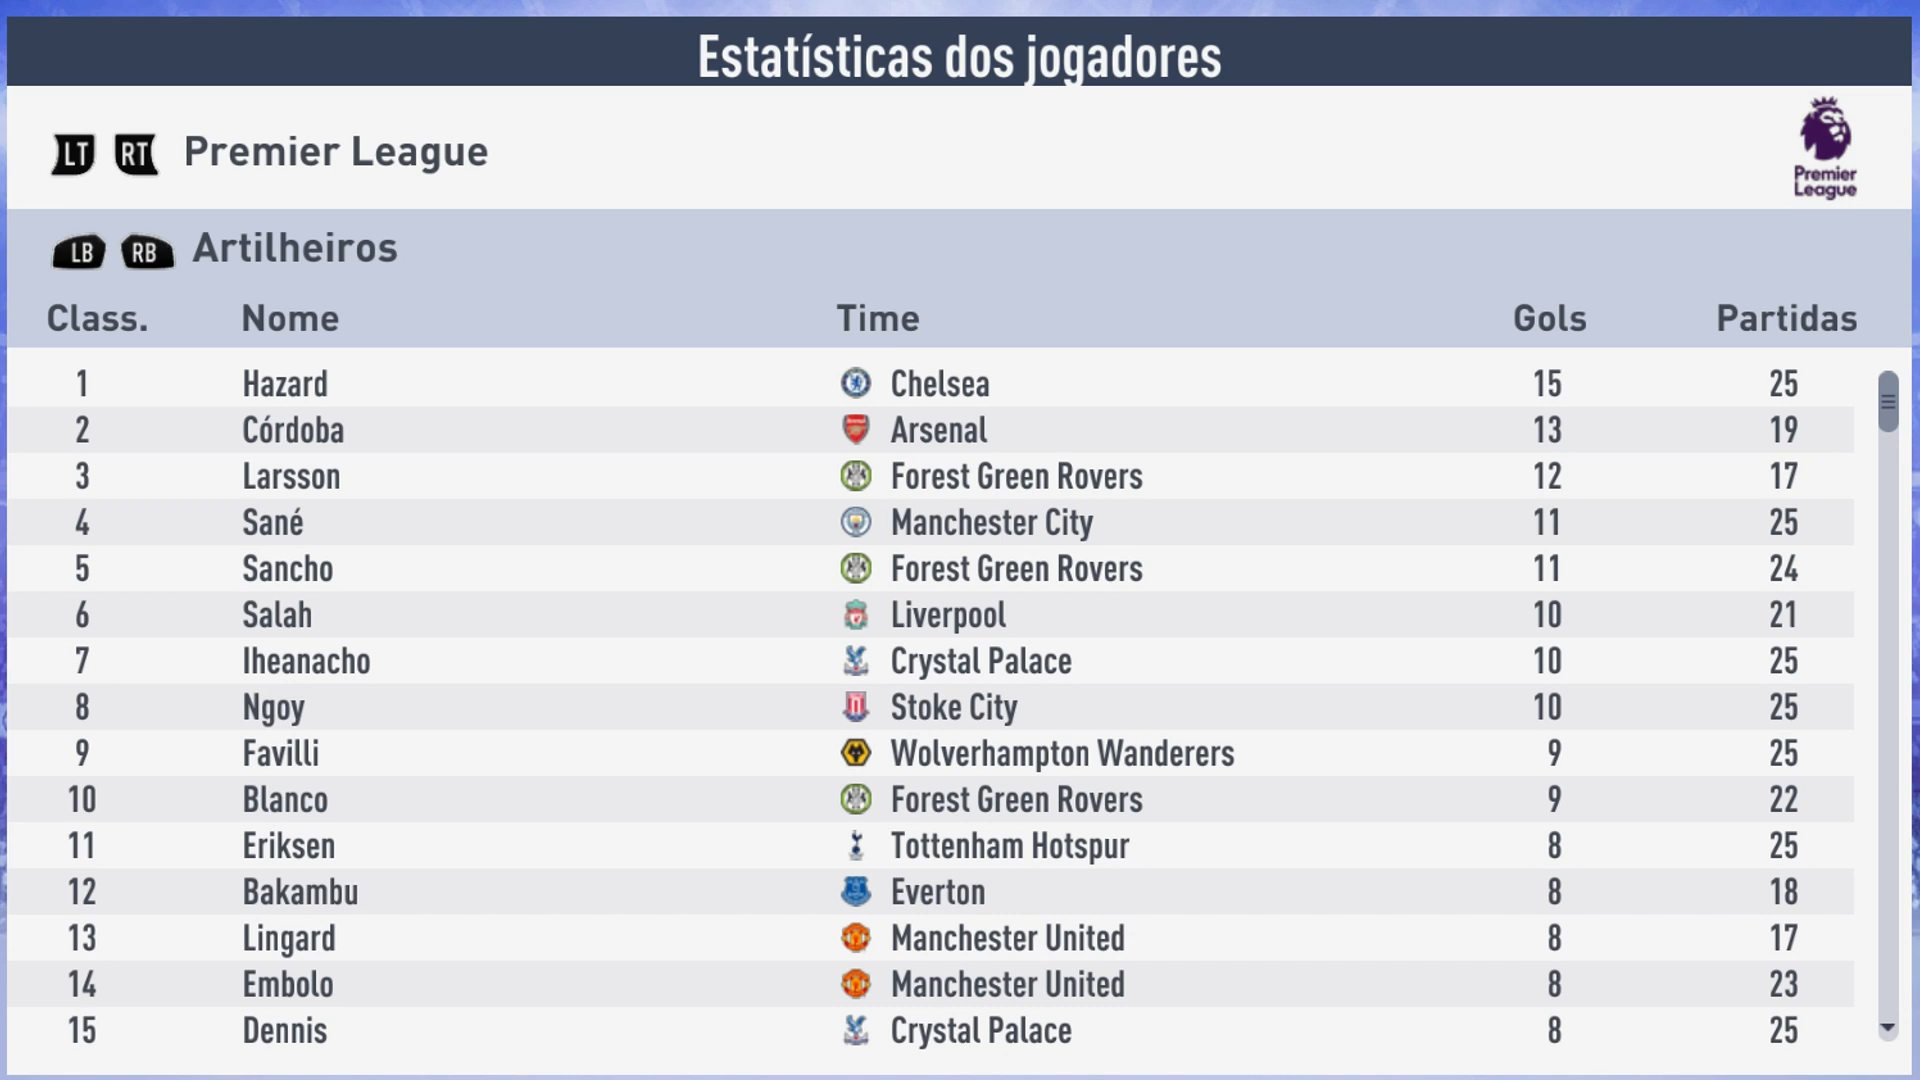 Estatísticas dos jogadores
LT RT Premier League
Premier League
LB RB Artilheiros
Class. Nome Time Gols Partidas
1 Hazard Chelsea 15 25
2 Córdoba Arsenal 13 19
3 Larsson Forest Green Rovers 12 17
4 Sané Manchester City 11 25
5 Sancho Forest Green Rovers 11 24
6 Salah Liverpool 10 21
7 Iheanacho Crystal Palace 10 25
8 Ngoy Stoke City 10 25
9 Favilli Wolverhampton Wanderers 9 25
10 Blanco Forest Green Rovers 9 22
11 Eriksen Tottenham Hotspur 8 25
12 Bakambu Everton 8 18
13 Lingard Manchester United 8 17
14 Embolo Manchester United 8 23
15 Dennis Crystal Palace 8 25